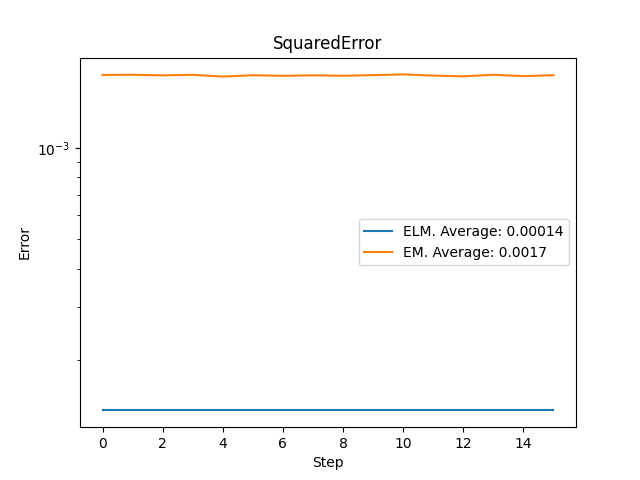 SquaredError
10⁻³
Error
ELM. Average: 0.00014
EM. Average: 0.0017
0 2 4 6 8 10 12 14
Step